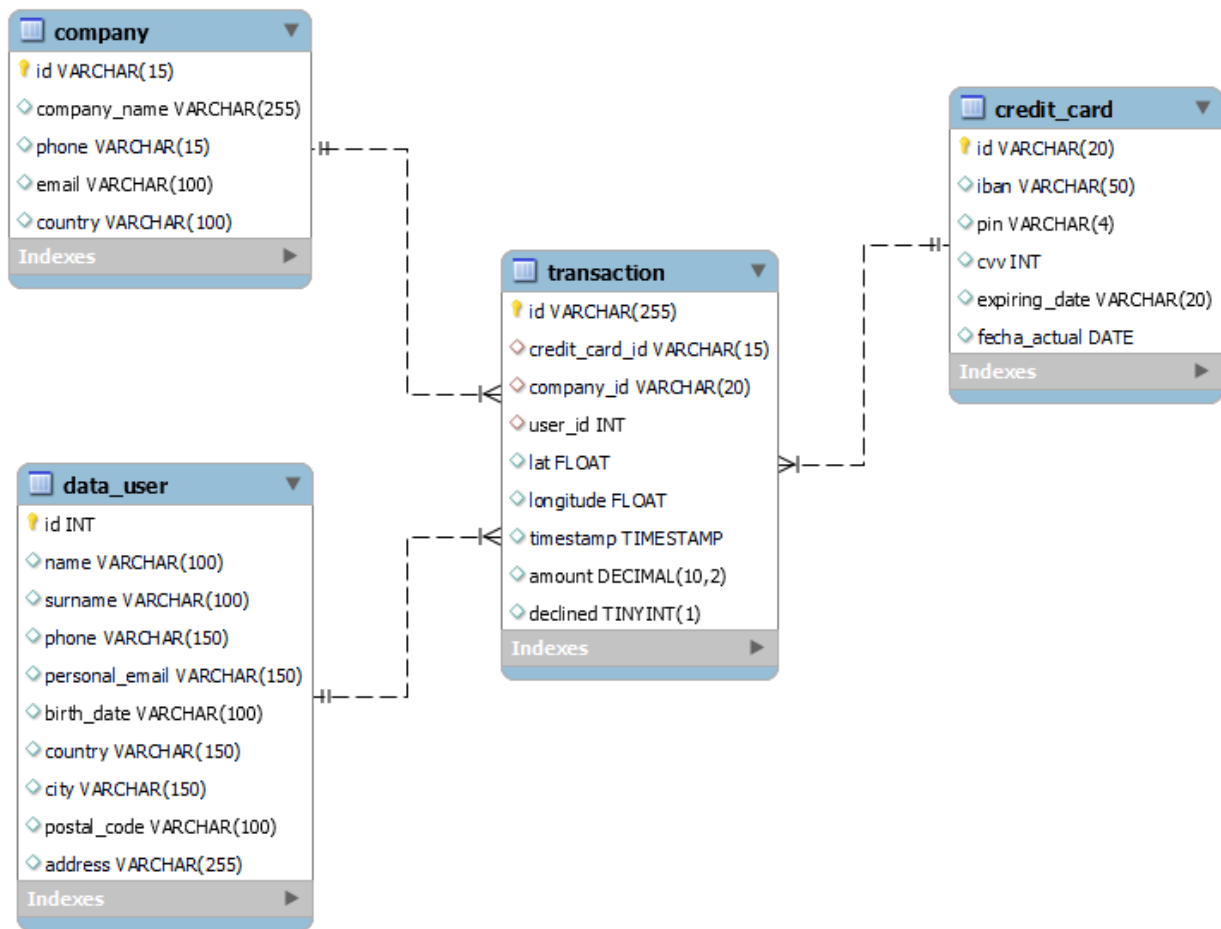 company
id VARCHAR(15)
company_name VARCHAR(255)
phone VARCHAR(15)
email VARCHAR(100)
country VARCHAR(100)
Indexes
credit_card
id VARCHAR(20)
iban VARCHAR(50)
pin VARCHAR(4)
cvv INT
expiring_date VARCHAR(20)
fecha_actual DATE
Indexes
transaction
id VARCHAR(255)
credit_card_id VARCHAR(15)
company_id VARCHAR(20)
user_id INT
lat FLOAT
longitude FLOAT
timestamp TIMESTAMP
amount DECIMAL(10,2)
declined TINYINT(1)
Indexes
data_user
id INT
name VARCHAR(100)
surname VARCHAR(100)
phone VARCHAR(150)
personal_email VARCHAR(150)
birth_date VARCHAR(100)
country VARCHAR(150)
city VARCHAR(150)
postal_code VARCHAR(100)
address VARCHAR(255)
Indexes